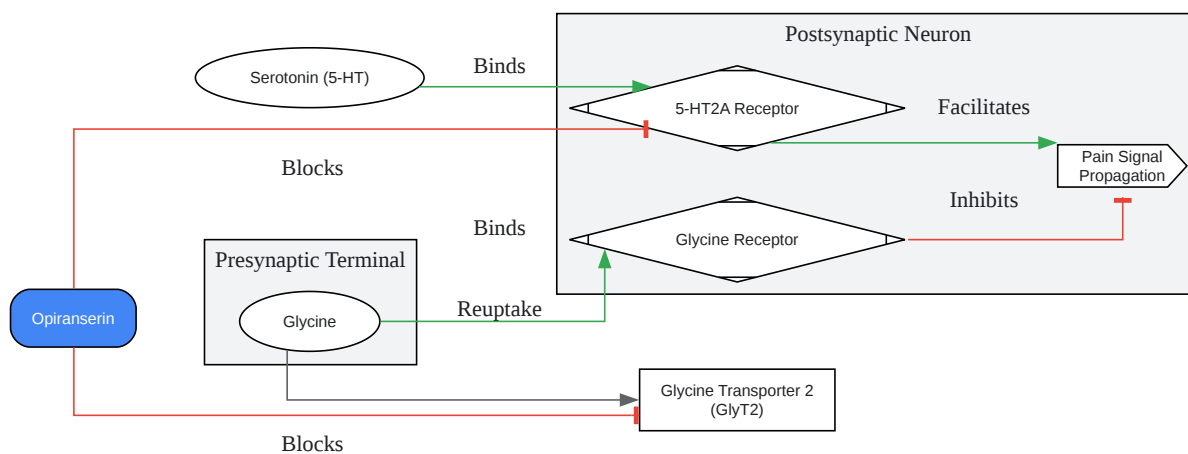 Postsynaptic Neuron
Serotonin (5-HT)
Binds
5-HT2A Receptor
Facilitates
Blocks
Pain Signal
Propagation
Inhibits
Binds
Glycine Receptor
Presynaptic Terminal
Opiranserin
Glycine
Reuptake
Glycine Transporter 2
(GlyT2)
Blocks